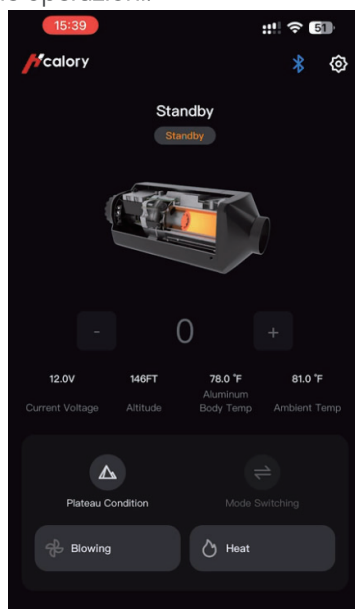 15:39
51
Hcalory
Standby
Standby
- 0 +
12.0V 146FT 78.0 °F 81.0 °F
Current Voltage Altitude Aluminum Body Temp Ambient Temp
Plateau Condition Mode Switching
Blowing Heat